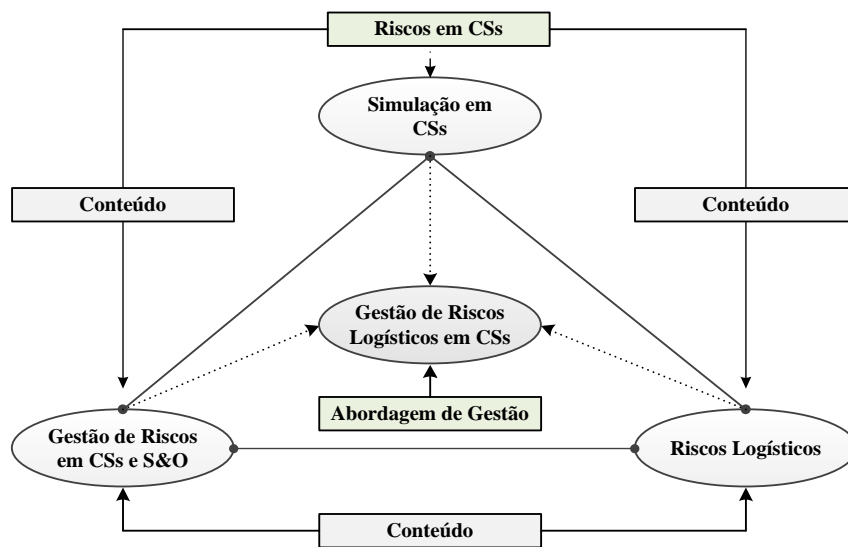 Riscos em CSs
Simulação em
CSs
Conteúdo
Conteúdo
Gestão de Riscos
Logísticos em CSs
Abordagem de Gestão
Gestão de Riscos
em CSs e S&O
Riscos Logísticos
Conteúdo